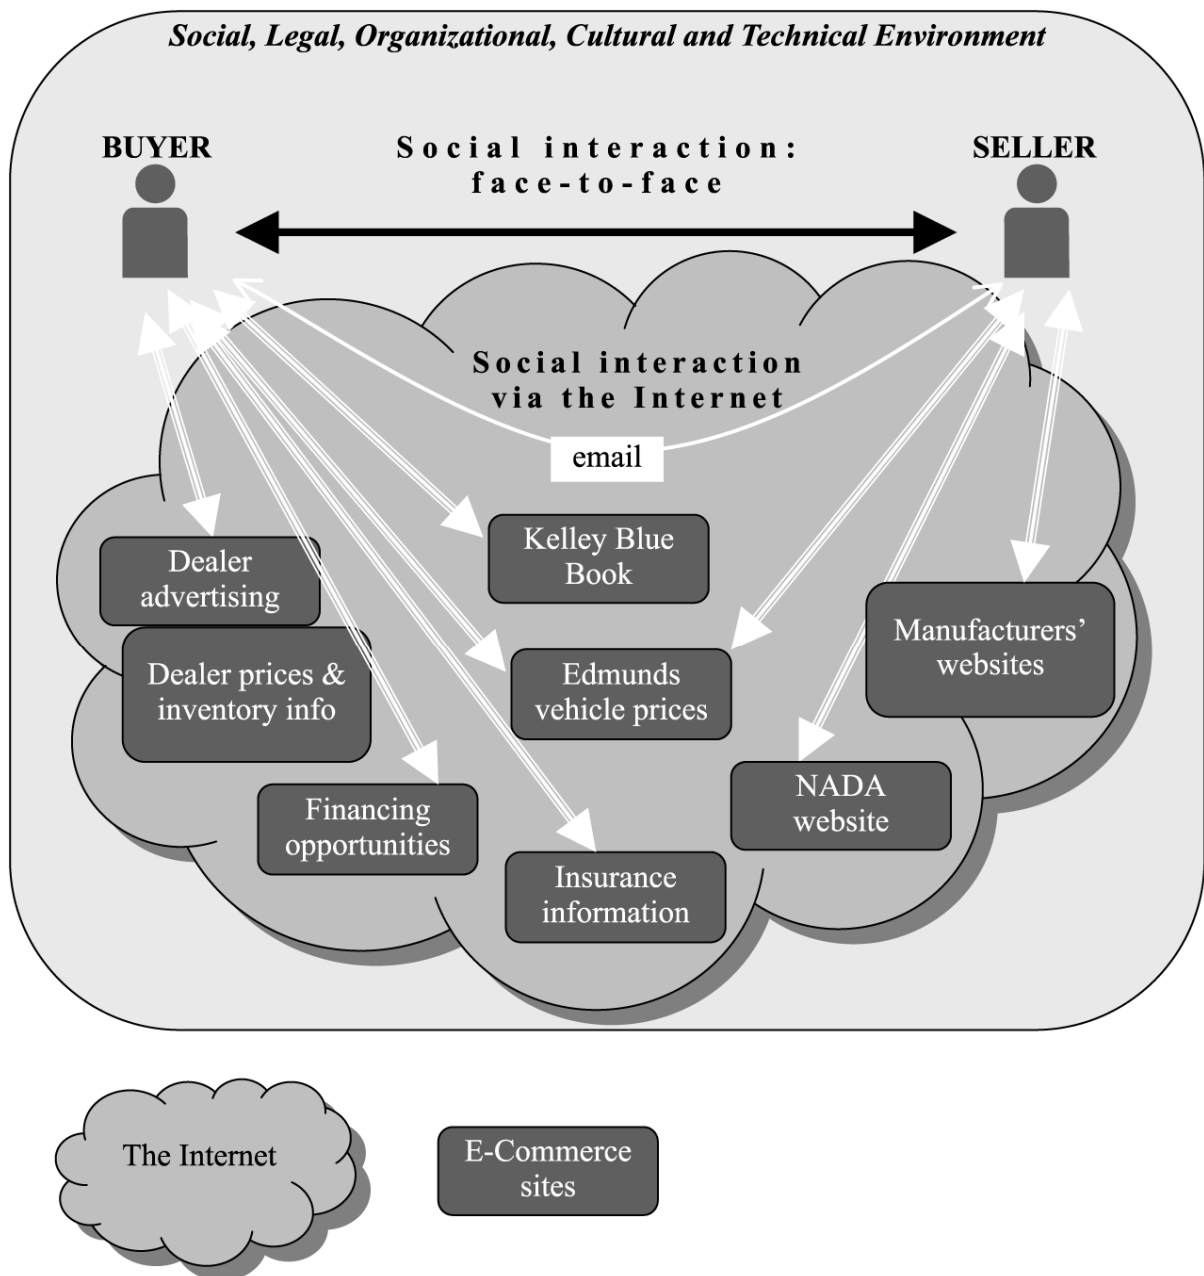 Social, Legal, Organizational, Cultural and Technical Environment
BUYER
Social interaction:
face-to-face
SELLER
Social interaction
via the Internet
email
Kelley Blue
Book
Dealer
advertising
Dealer prices &
inventory info
Edmunds
vehicle prices
Manufacturers’
websites
Financing
opportunities
NADA
website
Insurance
information
The Internet
E-Commerce
sites